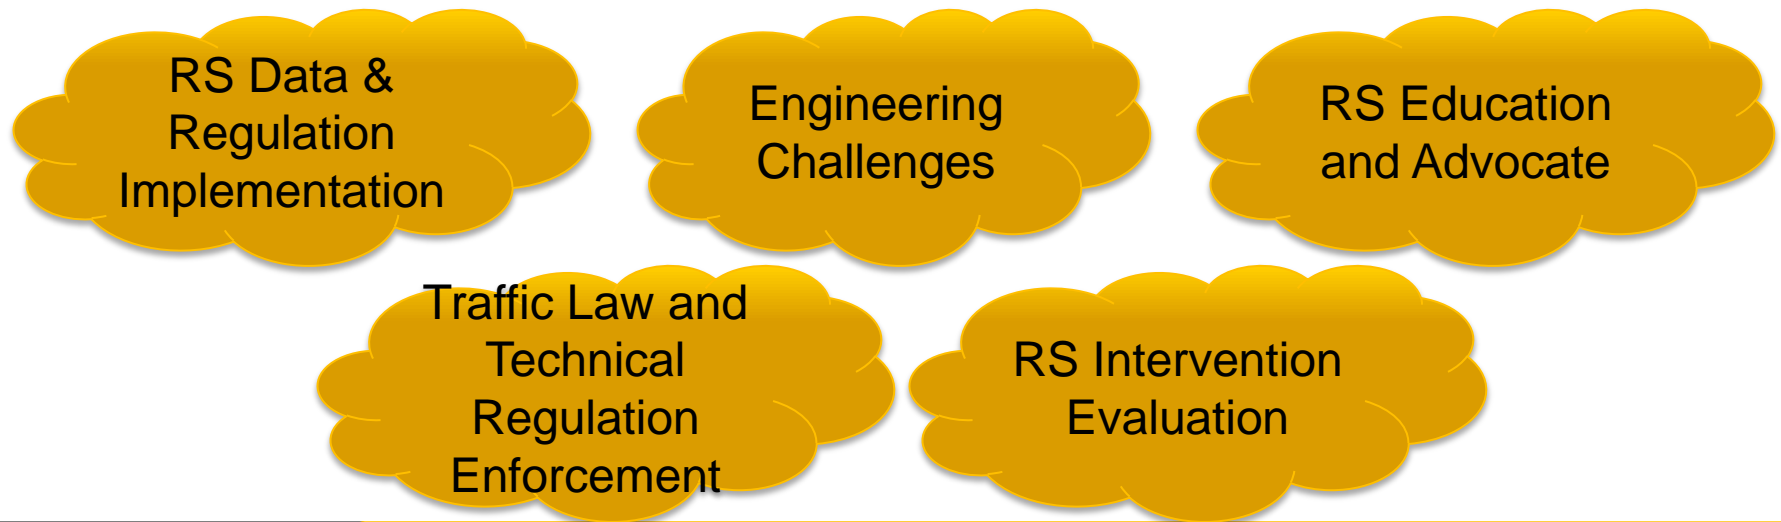 RS Data &
Regulation
Implementation
Engineering
Challenges
RS Education
and Advocate
Traffic Law and
Technical
Regulation
Enforcement
RS Intervention
Evaluation